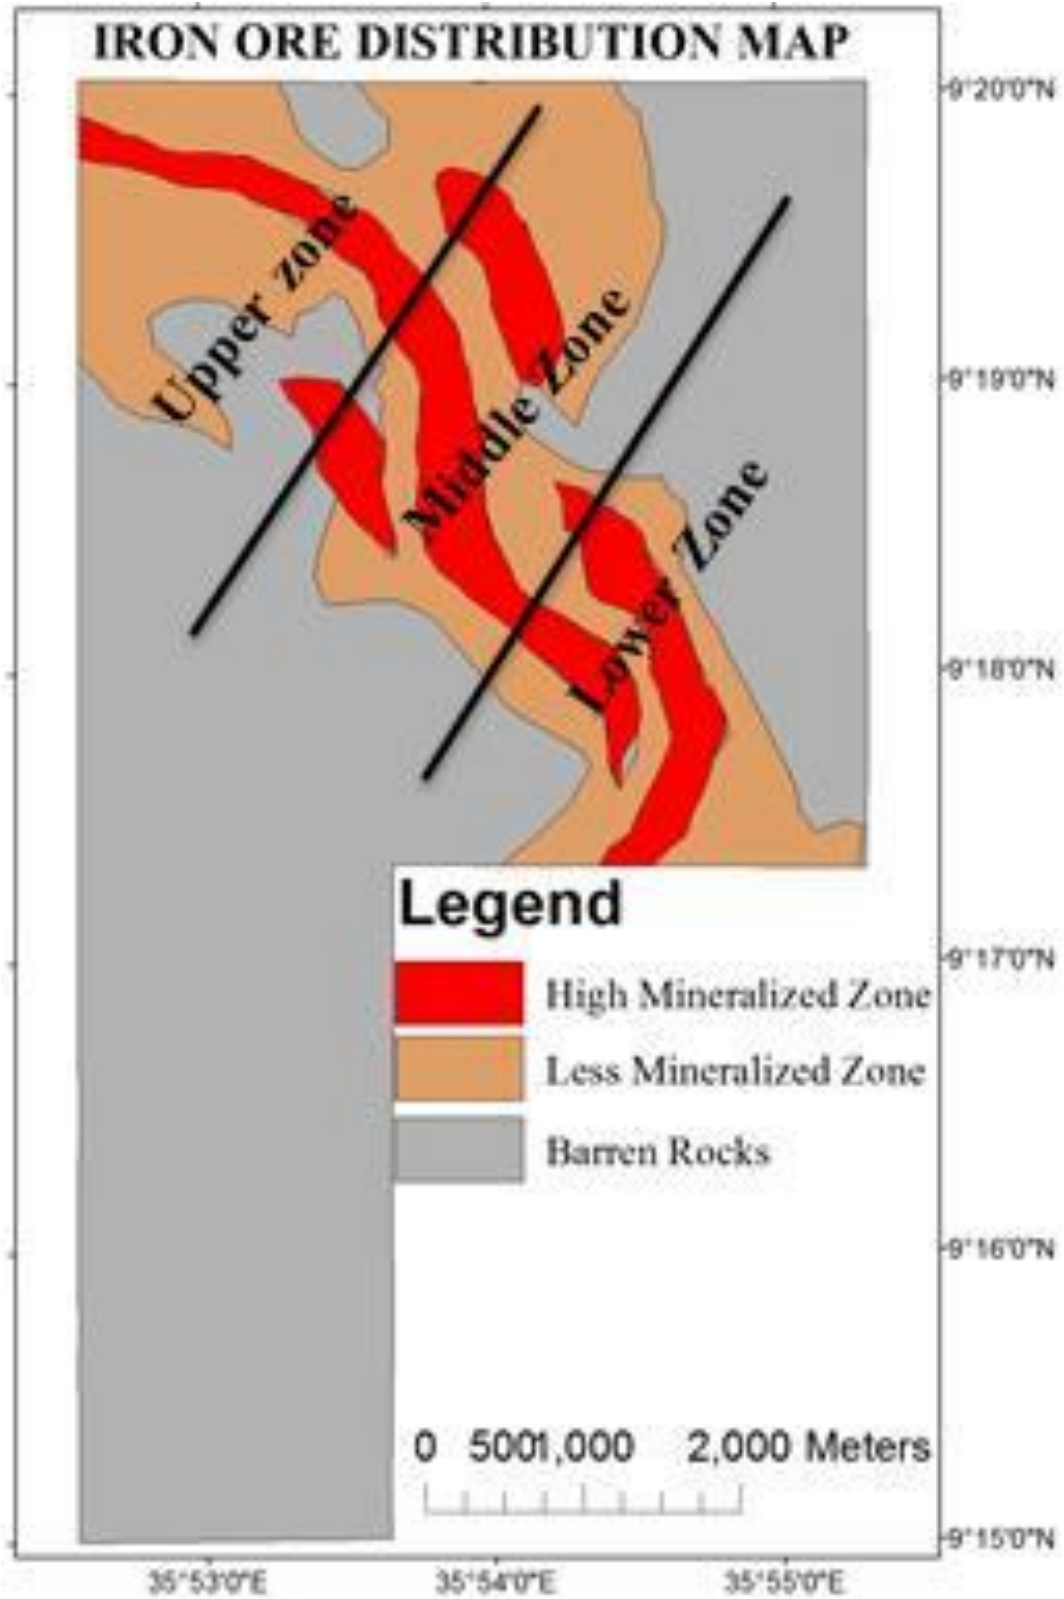 IRON ORE DISTRIBUTION MAP
9°20'0"N
Upper zone
Middle Zone
9°19'0"N
Lower Zone
9°18'0"N
Legend
9°17'0"N
High Mineralized Zone
Less Mineralized Zone
Barren Rocks
9°16'0"N
0 500 1,000 2,000 Meters
9°15'0"N
35°53'0"E 35°54'0"E 35°55'0"E